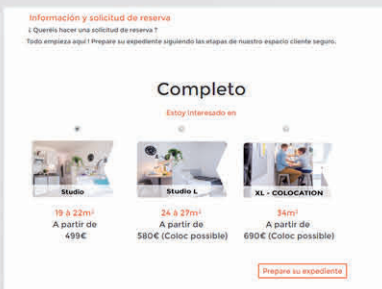 Información y solicitud de reserva
¿ Queréis hacer una solicitud de reserva ?
Todo empieza aquí ! Prepare su expediente siguiendo las etapas de nuestro espacio cliente seguro.
Completo
Estoy interesado en
Studio
Studio L
XL - COLOCATION
19 à 22m²
24 à 27m²
34m²
A partir de
A partir de
A partir de
499€
580€ (Coloc possible)
690€ (Coloc possible)
Prepare su expediente